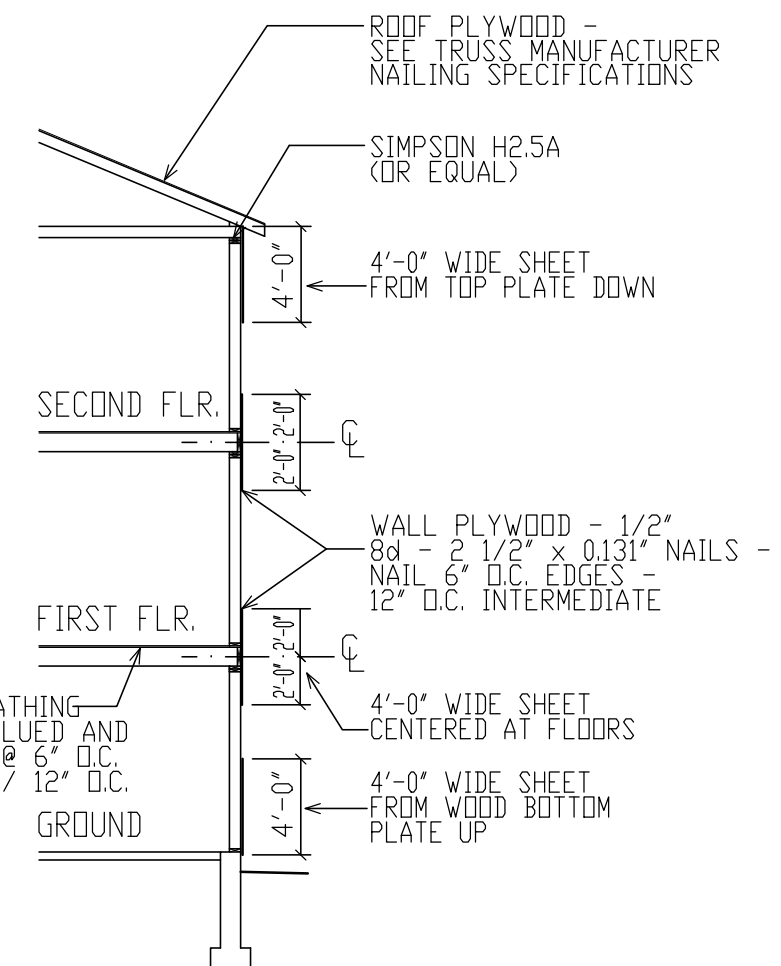 ROOF PLYWOOD -
SEE TRUSS MANUFACTURER
NAILING SPECIFICATIONS
SIMPSON H2.5A
(OR EQUAL)
4'-0"
4'-0" WIDE SHEET
FROM TOP PLATE DOWN
SECOND FLR.
2'-0" 2'-0"
CL
WALL PLYWOOD - 1/2"
8d - 2 1/2" x 0.131" NAILS -
NAIL 6" O.C. EDGES -
12" O.C. INTERMEDIATE
FIRST FLR.
2'-0" 2'-0"
CL
ATHING
LUED AND
@ 6" O.C.
/ 12" O.C.
4'-0" WIDE SHEET
CENTERED AT FLOORS
4'-0"
4'-0" WIDE SHEET
FROM WOOD BOTTOM
PLATE UP
GROUND